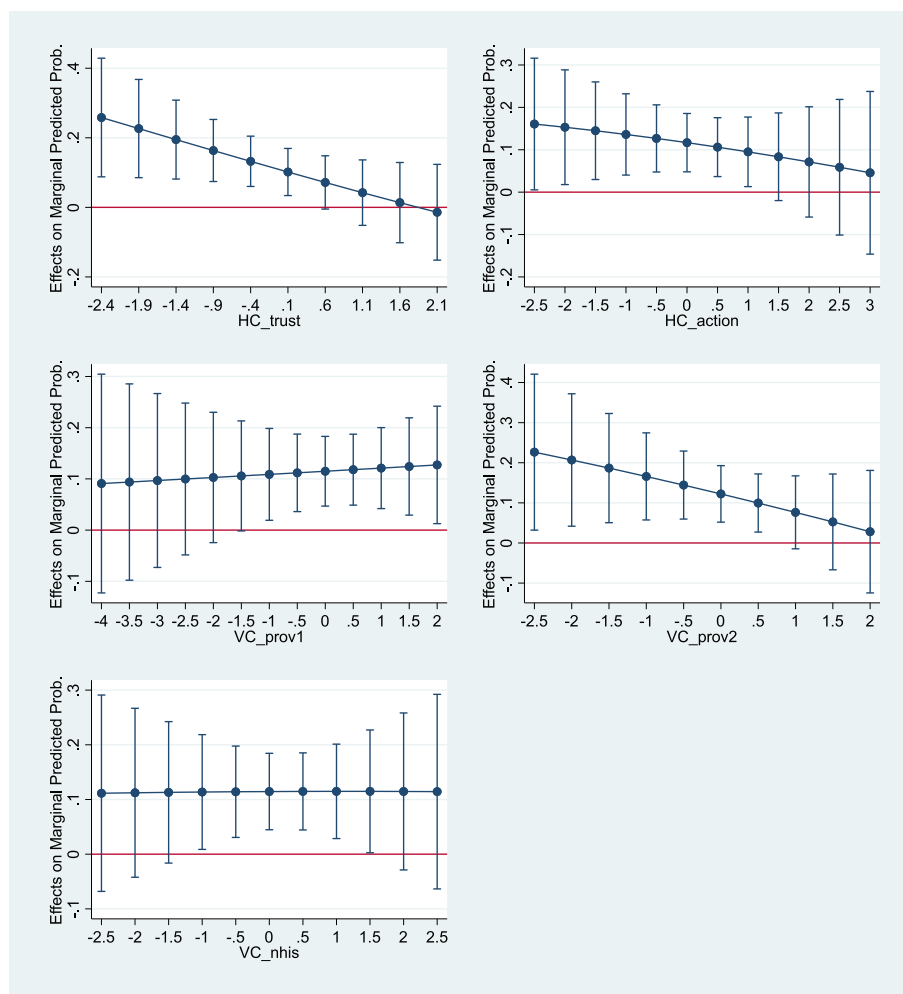 Effects on Marginal Predicted Prob.
.4
.2
0
-.2
-2.4 -1.9 -1.4 -.9 -.4 .1 .6 1.1 1.6 2.1
HC_trust
Effects on Marginal Predicted Prob.
.3
.2
.1
0
-.1
-.2
-2.5 -2 -1.5 -1 -.5 0 .5 1 1.5 2 2.5 3
HC_action
Effects on Marginal Predicted Prob.
.3
.2
.1
0
-.1
-4 -3.5 -3 -2.5 -2 -1.5 -1 -.5 0 .5 1 1.5 2
VC_prov1
Effects on Marginal Predicted Prob.
.4
.3
.2
.1
0
-.1
-2.5 -2 -1.5 -1 -.5 0 .5 1 1.5 2
VC_prov2
Effects on Marginal Predicted Prob.
.3
.2
.1
0
-.1
-2.5 -2 -1.5 -1 -.5 0 .5 1 1.5 2 2.5
VC_nhis